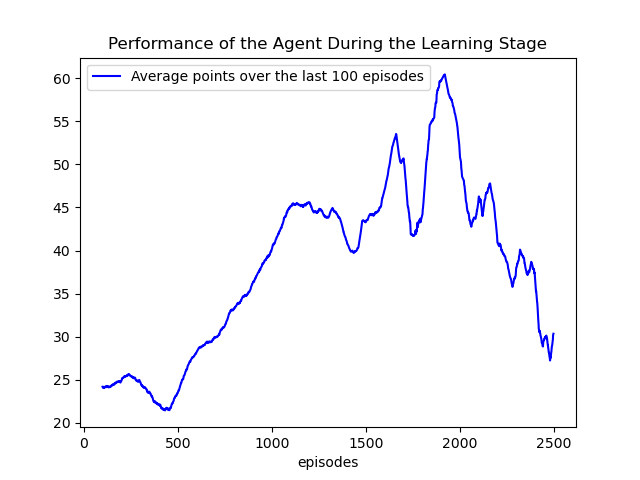 Performance of the Agent During the Learning Stage
Average points over the last 100 episodes
60
55
50
45
40
35
30
25
20
0 500 1000 1500 2000 2500
episodes